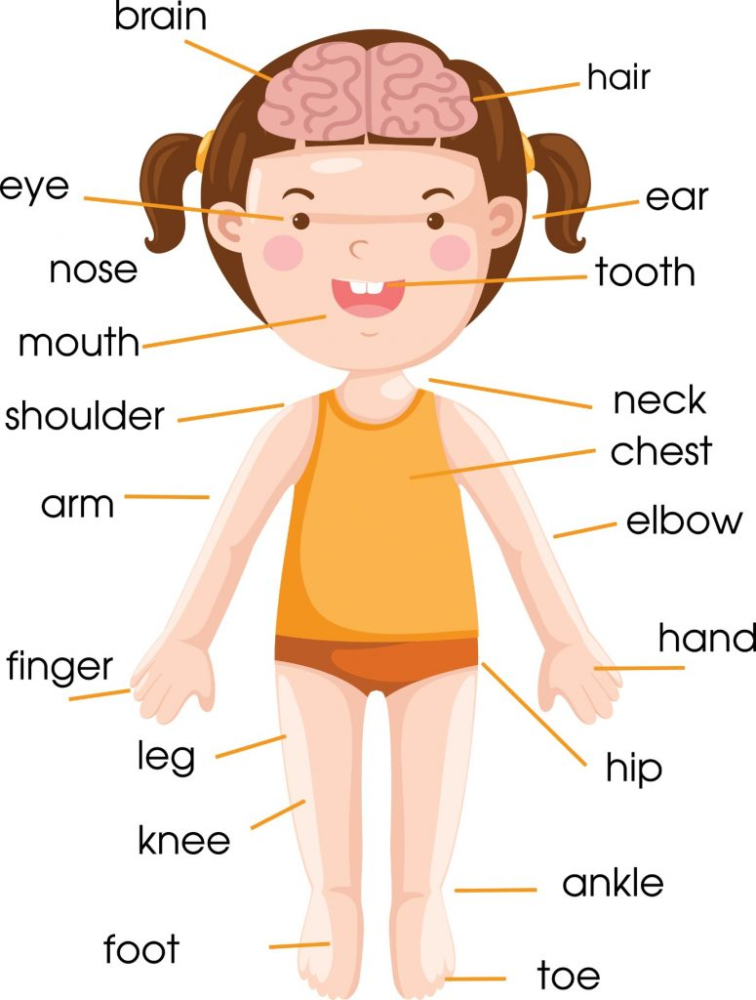 brain
hair
eye
ear
nose
tooth
mouth
neck
shoulder
chest
arm
elbow
hand
finger
leg
hip
knee
ankle
foot
toe